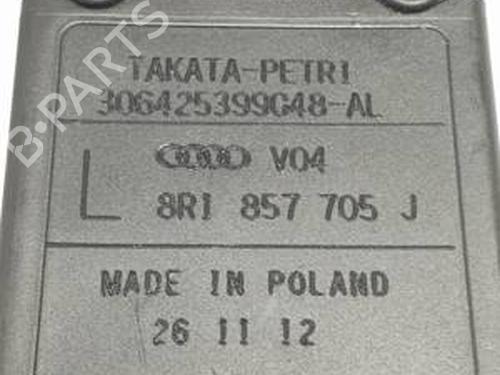 B-PARTS
TAKATA-PETRI
306425399G48-AL
V04
L 8R1 857 705 J
MADE IN POLAND
26 11 12